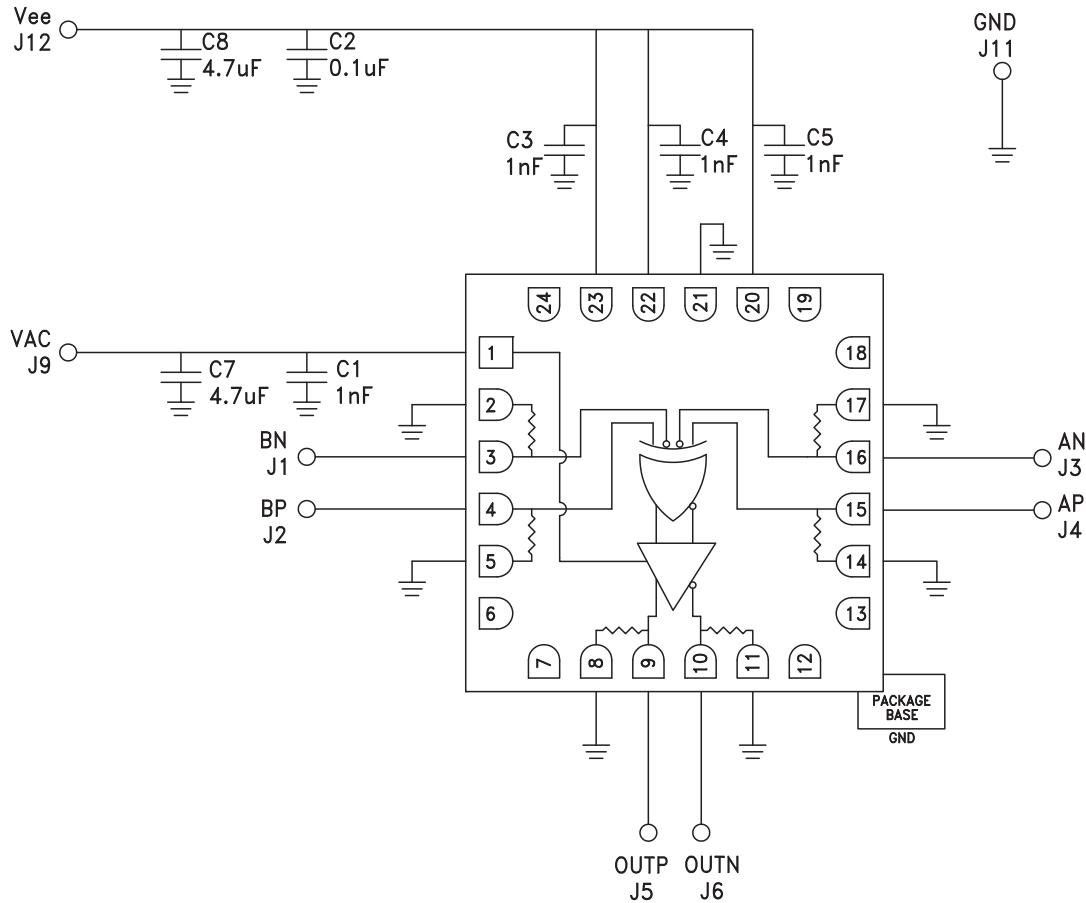 Vee
J12
C8
4.7uF
C2
0.1uF
GND
J11
C3
1nF
C4
1nF
C5
1nF
24
23
22
21
20
19
VAC
J9
C7
4.7uF
C1
1nF
1
2
3
4
5
6
18
17
16
15
14
13
BN
J1
BP
J2
AN
J3
AP
J4
7
8
9
10
11
12
PACKAGE
BASE
GND
OUTP
J5
OUTN
J6